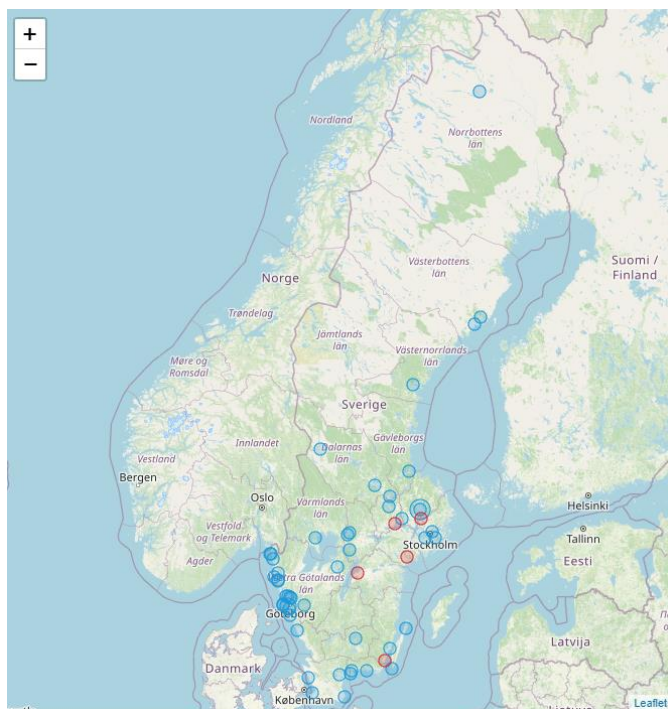 +
−
Nordland
Norrbottens
län
Västerbottens
län
Suomi /
Finland
Norge
Trøndelag
Jämtlands
län
Västernorrlands
län
Møre og
Romsdal
Sverige
Gävleborgs
län
Innlandet
Dalarnas
län
Vestland
Bergen
Oslo
Värmlands
län
Helsinki
Vestfold
og Telemark
Stockholm
Tallinn
Agder
Eesti
Götalands
län
Göteborg
Latvija
Danmark
København
Leaflet